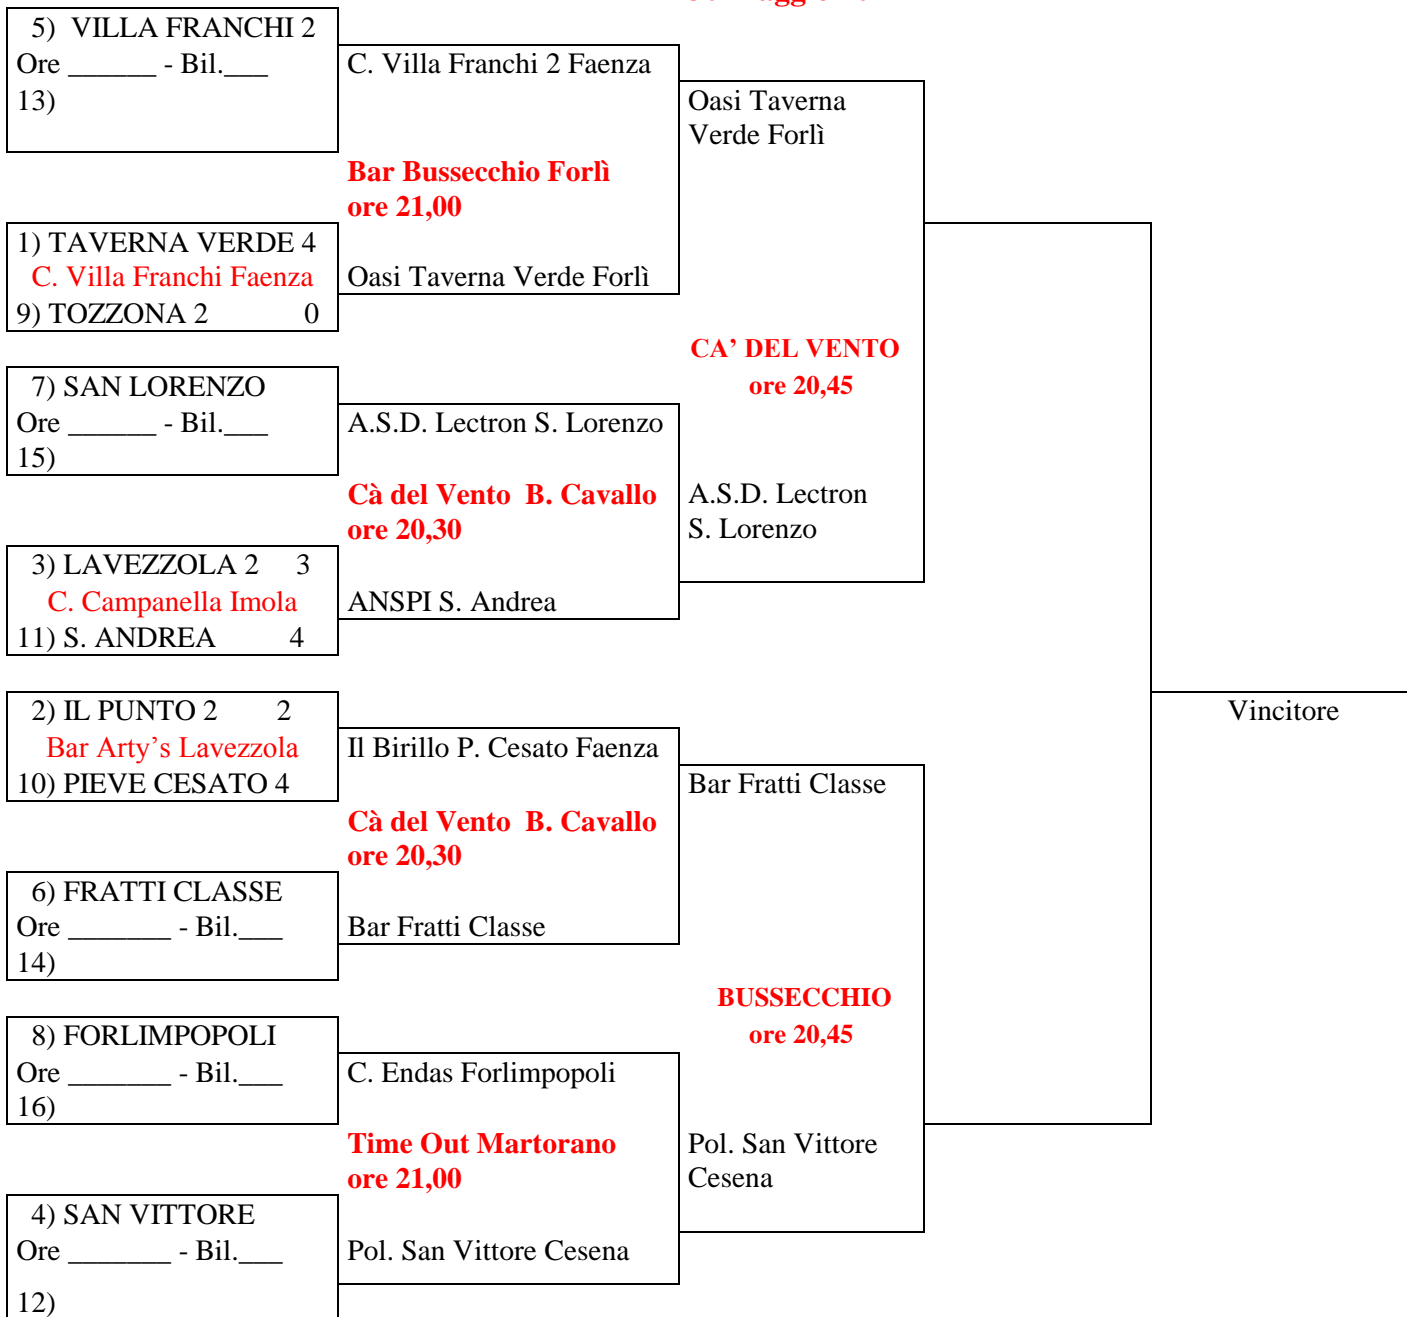 5) VILLA FRANCHI 2
Ore ______ - Bil.___
13)
C. Villa Franchi 2 Faenza
Oasi Taverna
Verde Forlì
Bar Bussecchio Forlì
ore 21,00
1) TAVERNA VERDE 4
C. Villa Franchi Faenza
9) TOZZONA 2 0
Oasi Taverna Verde Forlì
CA’ DEL VENTO
ore 20,45
7) SAN LORENZO
Ore ______ - Bil.___
15)
A.S.D. Lectron S. Lorenzo
Cà del Vento B. Cavallo
ore 20,30
A.S.D. Lectron
S. Lorenzo
3) LAVEZZOLA 2 3
C. Campanella Imola
11) S. ANDREA 4
ANSPI S. Andrea
2) IL PUNTO 2 2
Bar Arty’s Lavezzola
10) PIEVE CESATO 4
Il Birillo P. Cesato Faenza
Bar Fratti Classe
Vincitore
Cà del Vento B. Cavallo
ore 20,30
6) FRATTI CLASSE
Ore _______ - Bil.___
14)
Bar Fratti Classe
BUSSECCHIO
ore 20,45
8) FORLIMPOPOLI
Ore _______ - Bil.___
16)
C. Endas Forlimpopoli
Time Out Martorano
ore 21,00
Pol. San Vittore
Cesena
4) SAN VITTORE
Ore _______ - Bil.___
12)
Pol. San Vittore Cesena